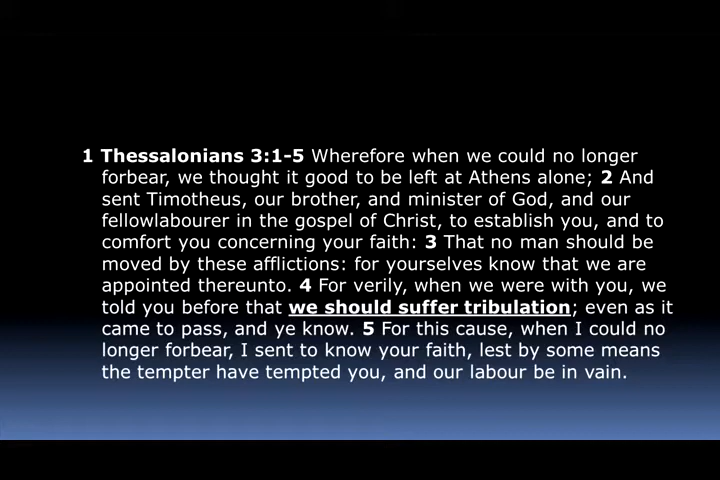 1 Thessalonians 3:1-5 Wherefore when we could no longer
forbear, we thought it good to be left at Athens alone; 2 And
sent Timotheus, our brother, and minister of God, and our
fellowlabourer in the gospel of Christ, to establish you, and to
comfort you concerning your faith: 3 That no man should be
moved by these afflictions: for yourselves know that we are
appointed thereunto. 4 For verily, when we were with you, we
told you before that we should suffer tribulation; even as it
came to pass, and ye know. 5 For this cause, when I could no
longer forbear, I sent to know your faith, lest by some means
the tempter have tempted you, and our labour be in vain.